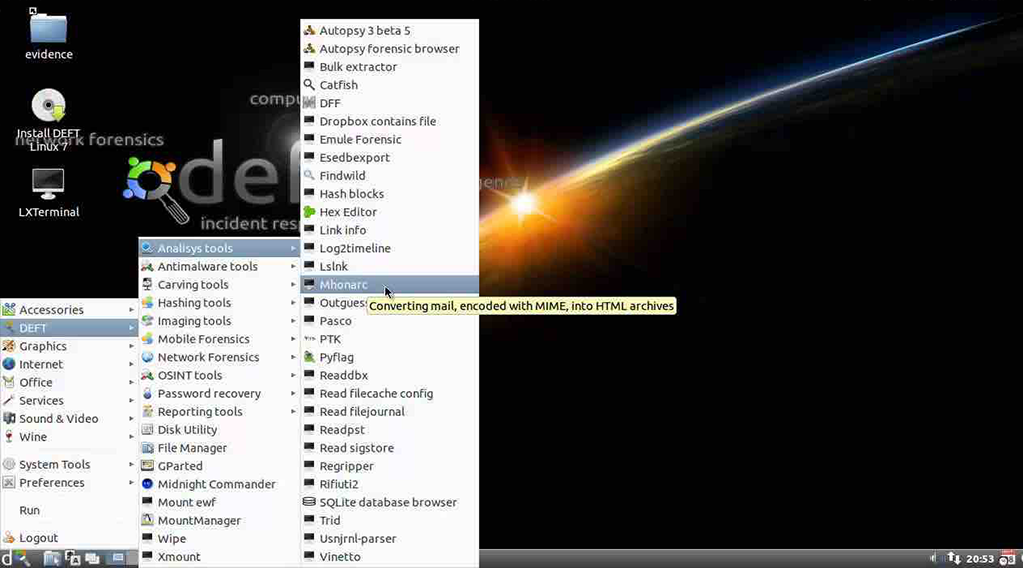 evidence
Install DEFT
Linux 7
LXTerminal
network forensics
incident
Accessories
DEFT
Graphics
Internet
Office
Services
Sound & Video
Wine
System Tools
Preferences
Run
Logout
Analisys tools
Antimalware tools
Carving tools
Hashing tools
Imaging tools
Mobile Forensics
Network Forensics
OSINT tools
Password recovery
Reporting tools
Disk Utility
File Manager
GParted
Midnight Commander
Mount ewf
MountManager
Wipe
Xmount
Autopsy 3 beta 5
Autopsy forensic browser
Bulk extractor
Catfish
DFF
Dropbox contains file
Emule Forensic
Esedbexport
Findwild
Hash blocks
Hex Editor
Link info
Log2timeline
Lslnk
Mhonarc
Converting mail, encoded with MIME, into HTML archives
Pasco
PTK
Pyflag
Readdbx
Read filecache config
Read filejournal
Readpst
Read sigstore
Regripper
Rifiuti2
SQLite database browser
Trid
Usnjrnl-parser
Vinetto
20:53